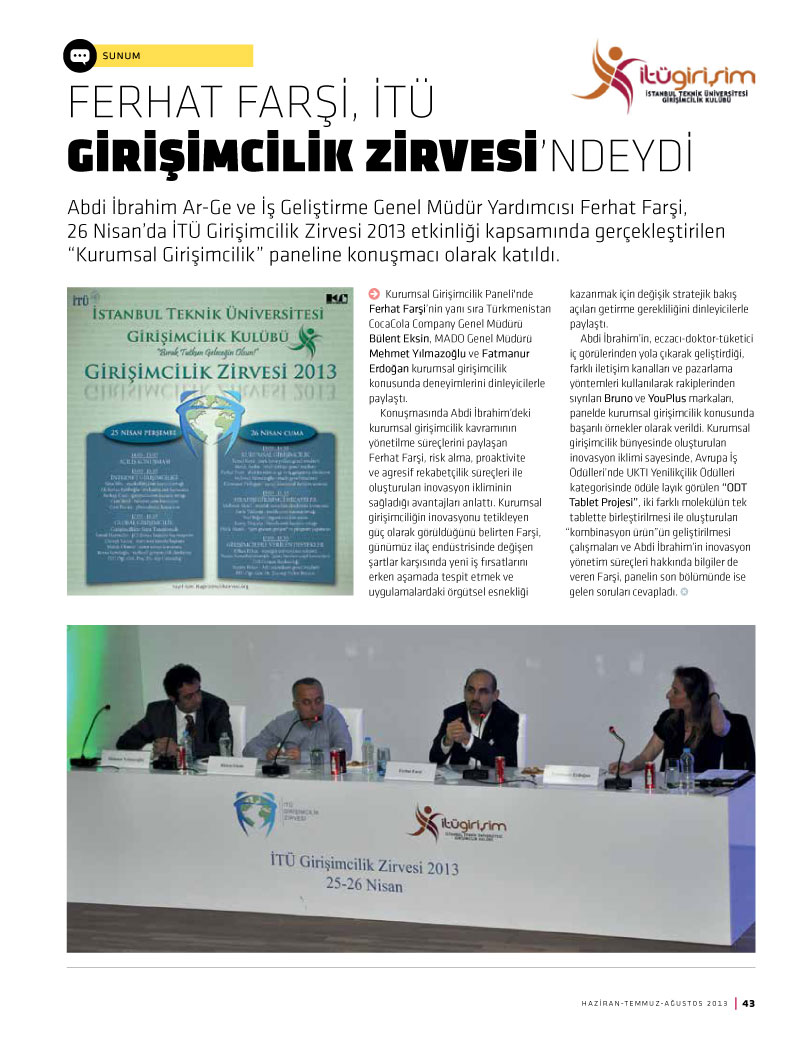 SUNUM
itügirişim
İSTANBUL TEKNİK ÜNİVERSİTESİ
GİRİŞİMCİLİK KULÜBÜ
FERHAT FARŞİ, İTÜ
GİRİŞİMCİLİK ZİRVESİ’NDEYDİ
Abdi İbrahim Ar-Ge ve İş Geliştirme Genel Müdür Yardımcısı Ferhat Farşi,
26 Nisan’da İTÜ Girişimcilik Zirvesi 2013 etkinliği kapsamında gerçekleştirilen
“Kurumsal Girişimcilik” paneline konuşmacı olarak katıldı.
İTÜ
İSTANBUL TEKNİK ÜNİVERSİTESİ
GİRİŞİMCİLİK KULÜBÜ
"Bırak Tutkun Geleceğin Olsun!"
GİRİŞİMCİLİK ZİRVESİ 2013
25 NİSAN PERŞEMBE
26 NİSAN CUMA
Kurumsal Girişimcilik Paneli'nde
Ferhat Farşi’nin yanı sıra Türkmenistan
CocaCola Company Genel Müdürü
Bülent Eksin, MADO Genel Müdürü
Mehmet Yılmazoğlu ve Fatmanur
Erdoğan kurumsal girişimcilik
konusunda deneyimlerini dinleyicilerle
paylaştı.
Konuşmasında Abdi İbrahim’deki
kurumsal girişimcilik kavramının
yönetilme süreçlerini paylaşan
Ferhat Farşi, risk alma, proaktivite
ve agresif rekabetçilik süreçleri ile
oluşturulan inovasyon ikliminin
sağladığı avantajları anlattı. Kurumsal
girişimciliğin inovasyonu tetikleyen
güç olarak görüldüğünü belirten Farşi,
günümüz ilaç endüstrisinde değişen
şartlar karşısında yeni iş fırsatlarını
erken aşamada tespit etmek ve
uygulamalardaki örgütsel esnekliği
kazanmak için değişik stratejik bakış
açıları getirme gerekliliğini dinleyicilerle
paylaştı.
Abdi İbrahim’in, eczacı-doktor-tüketici
iç görülerinden yola çıkarak geliştirdiği,
farklı iletişim kanalları ve pazarlama
yöntemleri kullanılarak rakiplerinden
sıyrılan Bruno ve YouPlus markaları,
panelde kurumsal girişimcilik konusunda
başarılı örnekler olarak verildi. Kurumsal
girişimcilik bünyesinde oluşturulan
inovasyon iklimi sayesinde, Avrupa İş
Ödülleri’nde UKTI Yenilikçilik Ödülleri
kategorisinde ödüle layık görülen “ODT
Tablet Projesi”, iki farklı molekülün tek
tablette birleştirilmesi ile oluşturulan
“kombinasyon ürün”ün geliştirilmesi
çalışmaları ve Abdi İbrahim’in inovasyon
yönetim süreçleri hakkında bilgiler de
veren Farşi, panelin son bölümünde ise
gelen soruları cevapladı.
İTÜ
GİRİŞİMCİLİK
ZİRVESİ
itügirişim
İSTANBUL TEKNİK ÜNİVERSİTESİ
GİRİŞİMCİLİK KULÜBÜ
İTÜ Girişimcilik Zirvesi 2013
25-26 Nisan
HAZİRAN-TEMMUZ-AĞUSTOS 2013 | 43